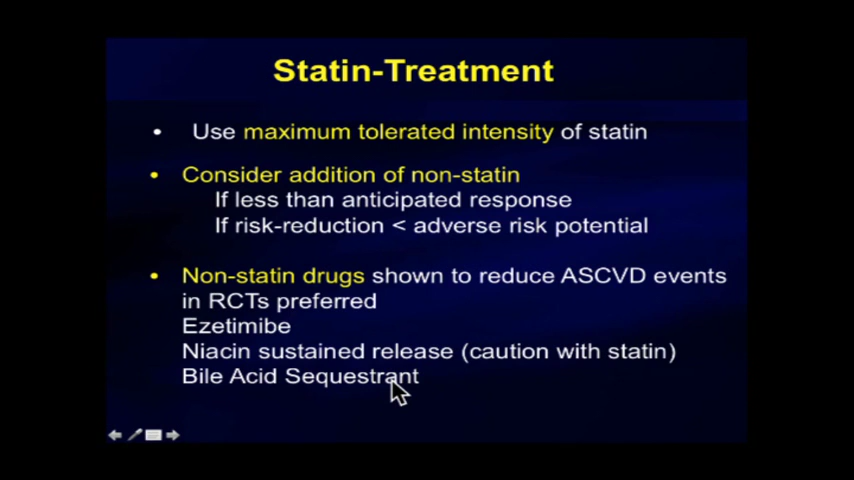 Statin-Treatment
• Use maximum tolerated intensity of statin
• Consider addition of non-statin
If less than anticipated response
If risk-reduction < adverse risk potential
• Non-statin drugs shown to reduce ASCVD events
in RCTs preferred
Ezetimibe
Niacin sustained release (caution with statin)
Bile Acid Sequestrant